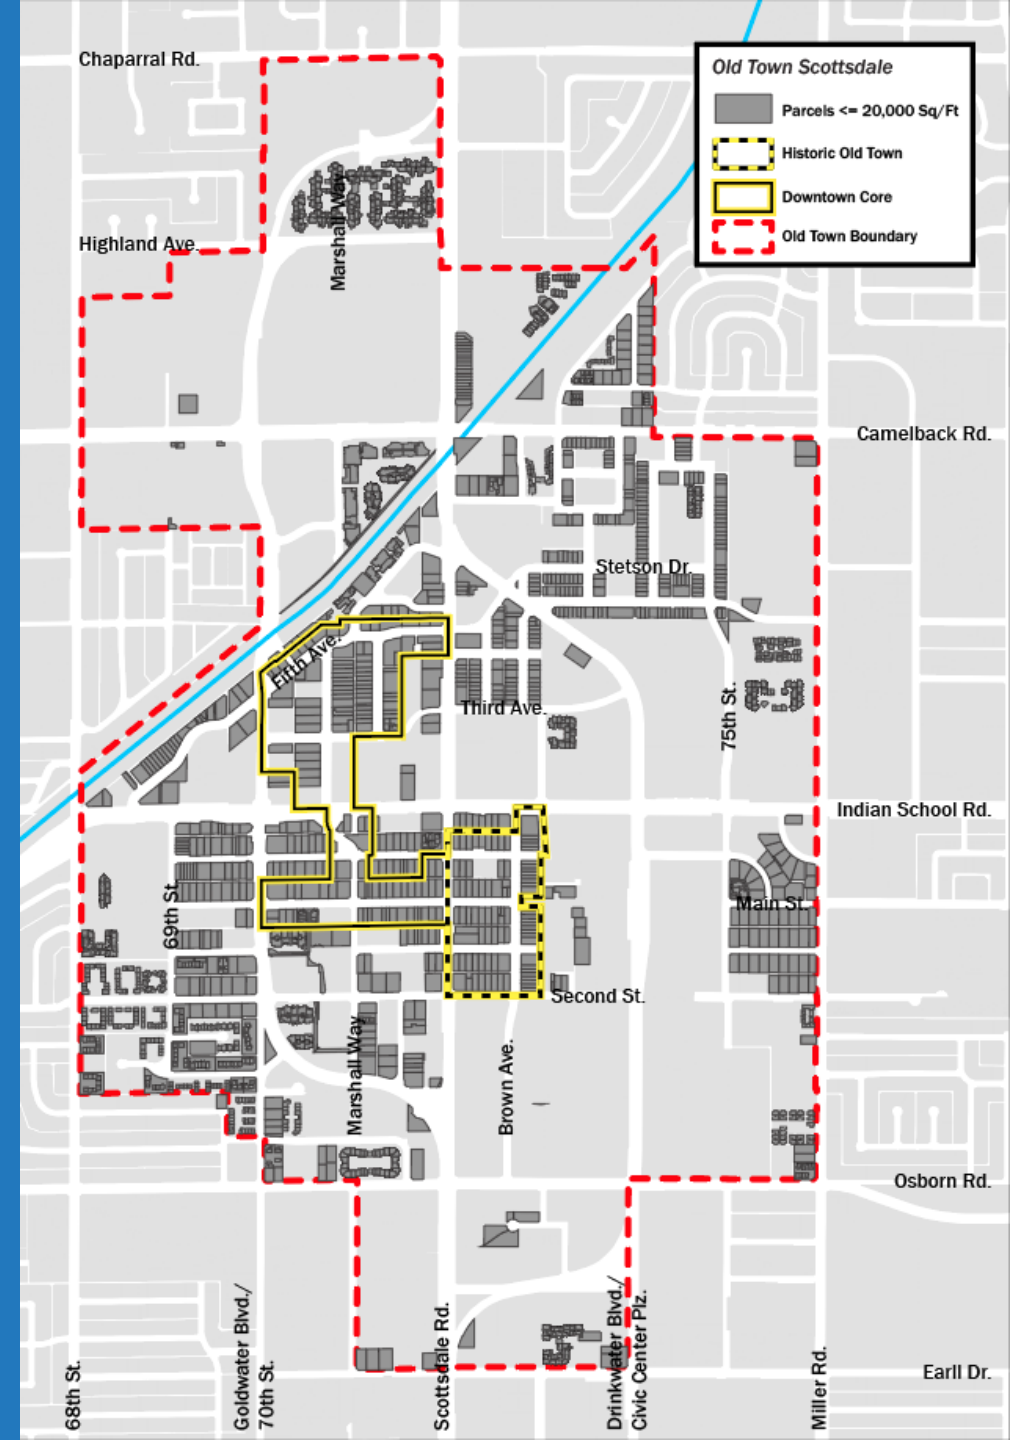 Chaparral Rd.
Old Town Scottsdale
Parcels <= 20,000 Sq/Ft
Historic Old Town
Downtown Core
Old Town Boundary
Marshall Way
Highland Ave.
Camelback Rd.
Stetson Dr.
Fifth Ave.
Third Ave.
75th St.
Indian School Rd.
69th St.
Main St.
Second St.
Marshall Way
Brown Ave.
Osborn Rd.
68th St.
Goldwater Blvd./
70th St.
Scottsdale Rd.
Drinkwater Blvd./
Civic Center Plz.
Miller Rd.
Earll Dr.